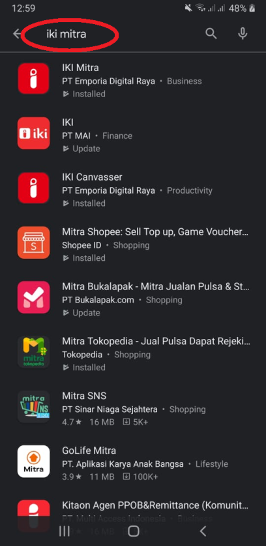 12:59
48%
iki mitra
IKI Mitra
PT Emporia Digital Raya • Business
Installed
iki
IKI
PT MAI • Finance
Update
IKI Canvasser
PT Emporia Digital Raya • Productivity
Installed
Mitra Shopee: Sell Top up, Game Voucher...
Shopee ID • Shopping
Installed
Mitra Bukalapak - Mitra Jualan Pulsa & St...
PT Bukalapak.com • Shopping
Update
mitra
Mitra Tokopedia - Jual Pulsa Dapat Rejeki...
Tokopedia • Shopping
Installed
mitra
Mitra SNS
PT Sinar Niaga Sejahtera • Shopping
4.7★ 16 MB 5K+
Mitra
GoLife Mitra
PT. Aplikasi Karya Anak Bangsa • Lifestyle
3.9★ 11 MB 100K+
Kitaon Agen PPOB&Remittance (Komunit...